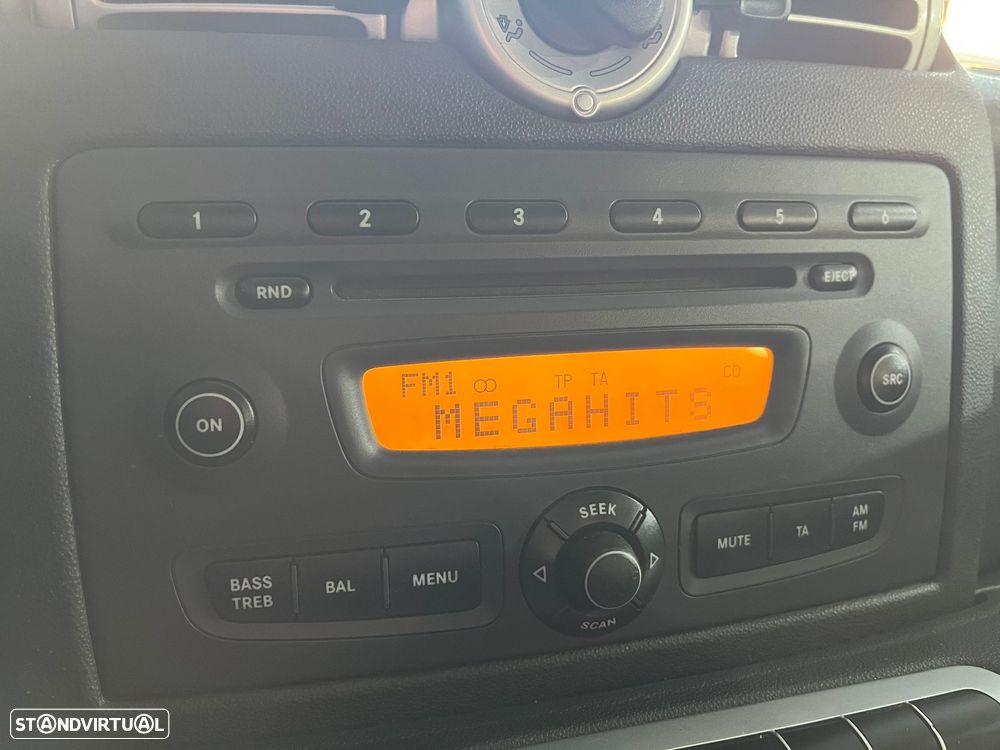 1 2 3 4 5 6
RND EJECT
FM1 TP TA CD
MEGAHITS
ON SRC
SEEK
MUTE TA AM FM
BASS TREB BAL MENU
SCAN
STANDVIRTUAL